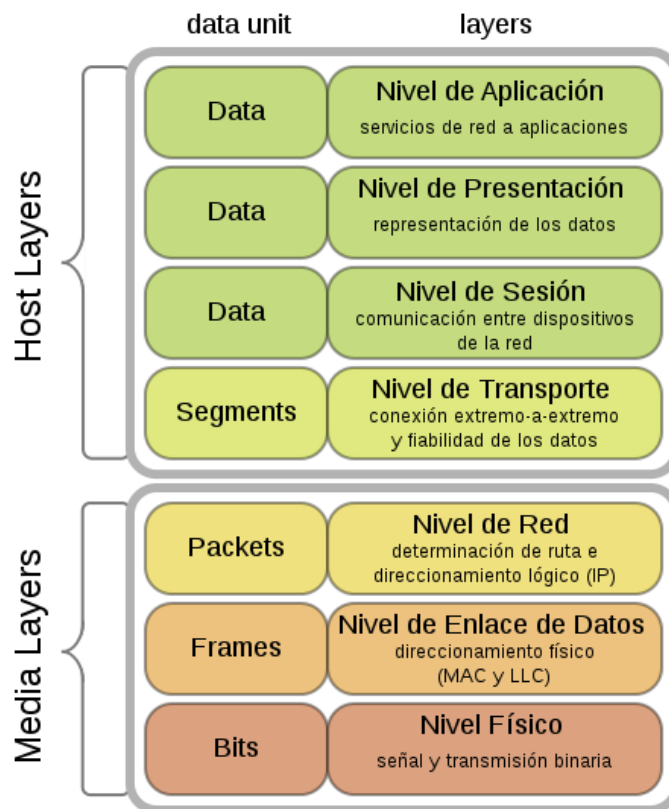 data unit
layers
Host Layers
Data
Nivel de Aplicación
servicios de red a aplicaciones
Data
Nivel de Presentación
representación de los datos
Data
Nivel de Sesión
comunicación entre dispositivos
de la red
Segments
Nivel de Transporte
conexión extremo-a-extremo
y fiabilidad de los datos
Media Layers
Packets
Nivel de Red
determinación de ruta e
direccionamiento lógico (IP)
Frames
Nivel de Enlace de Datos
direccionamiento físico
(MAC y LLC)
Bits
Nivel Físico
señal y transmisión binaria